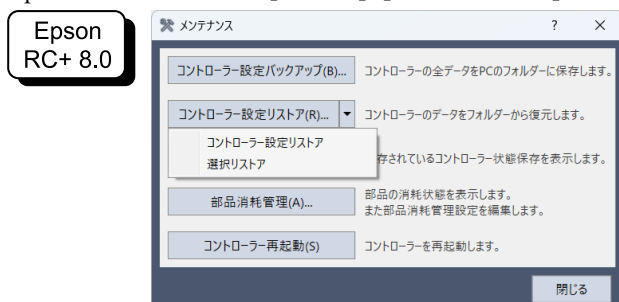 Epson
RC+ 8.0
メンテナンス
? ×
コントローラー設定バックアップ(B)... コントローラーの全データをPCのフォルダーに保存します。
コントローラー設定リストア(R)... コントローラーのデータをフォルダーから復元します。
コントローラー設定リストア
選択リストア
存されているコントローラー状態保存を表示します。
部品消耗管理(A)... 部品の消耗状態を表示します。
また部品消耗管理設定を編集します。
コントローラー再起動(S) コントローラーを再起動します。
閉じる